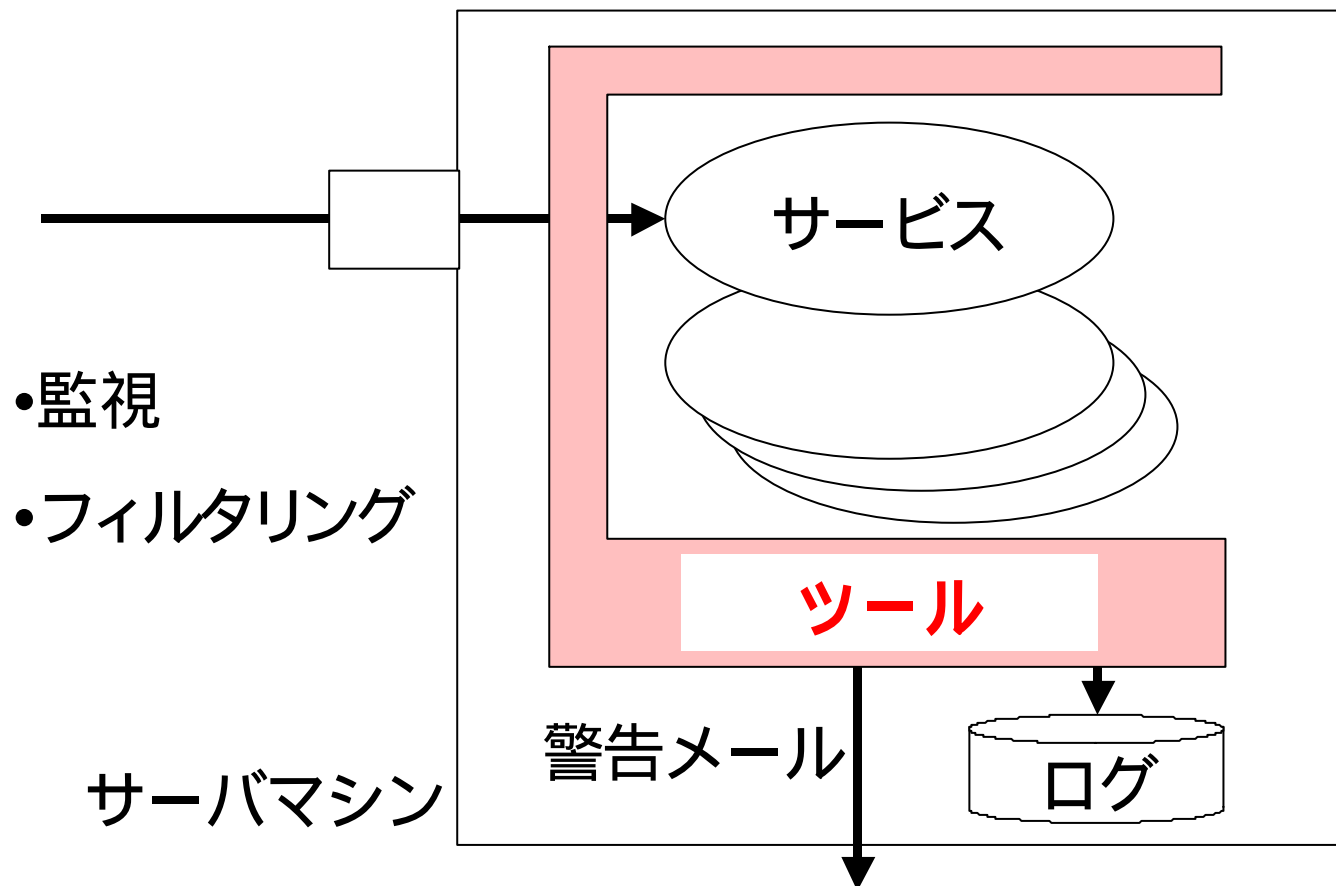 サービス
•監視
•フィルタリング
ツール
警告メール
ログ
サーバマシン